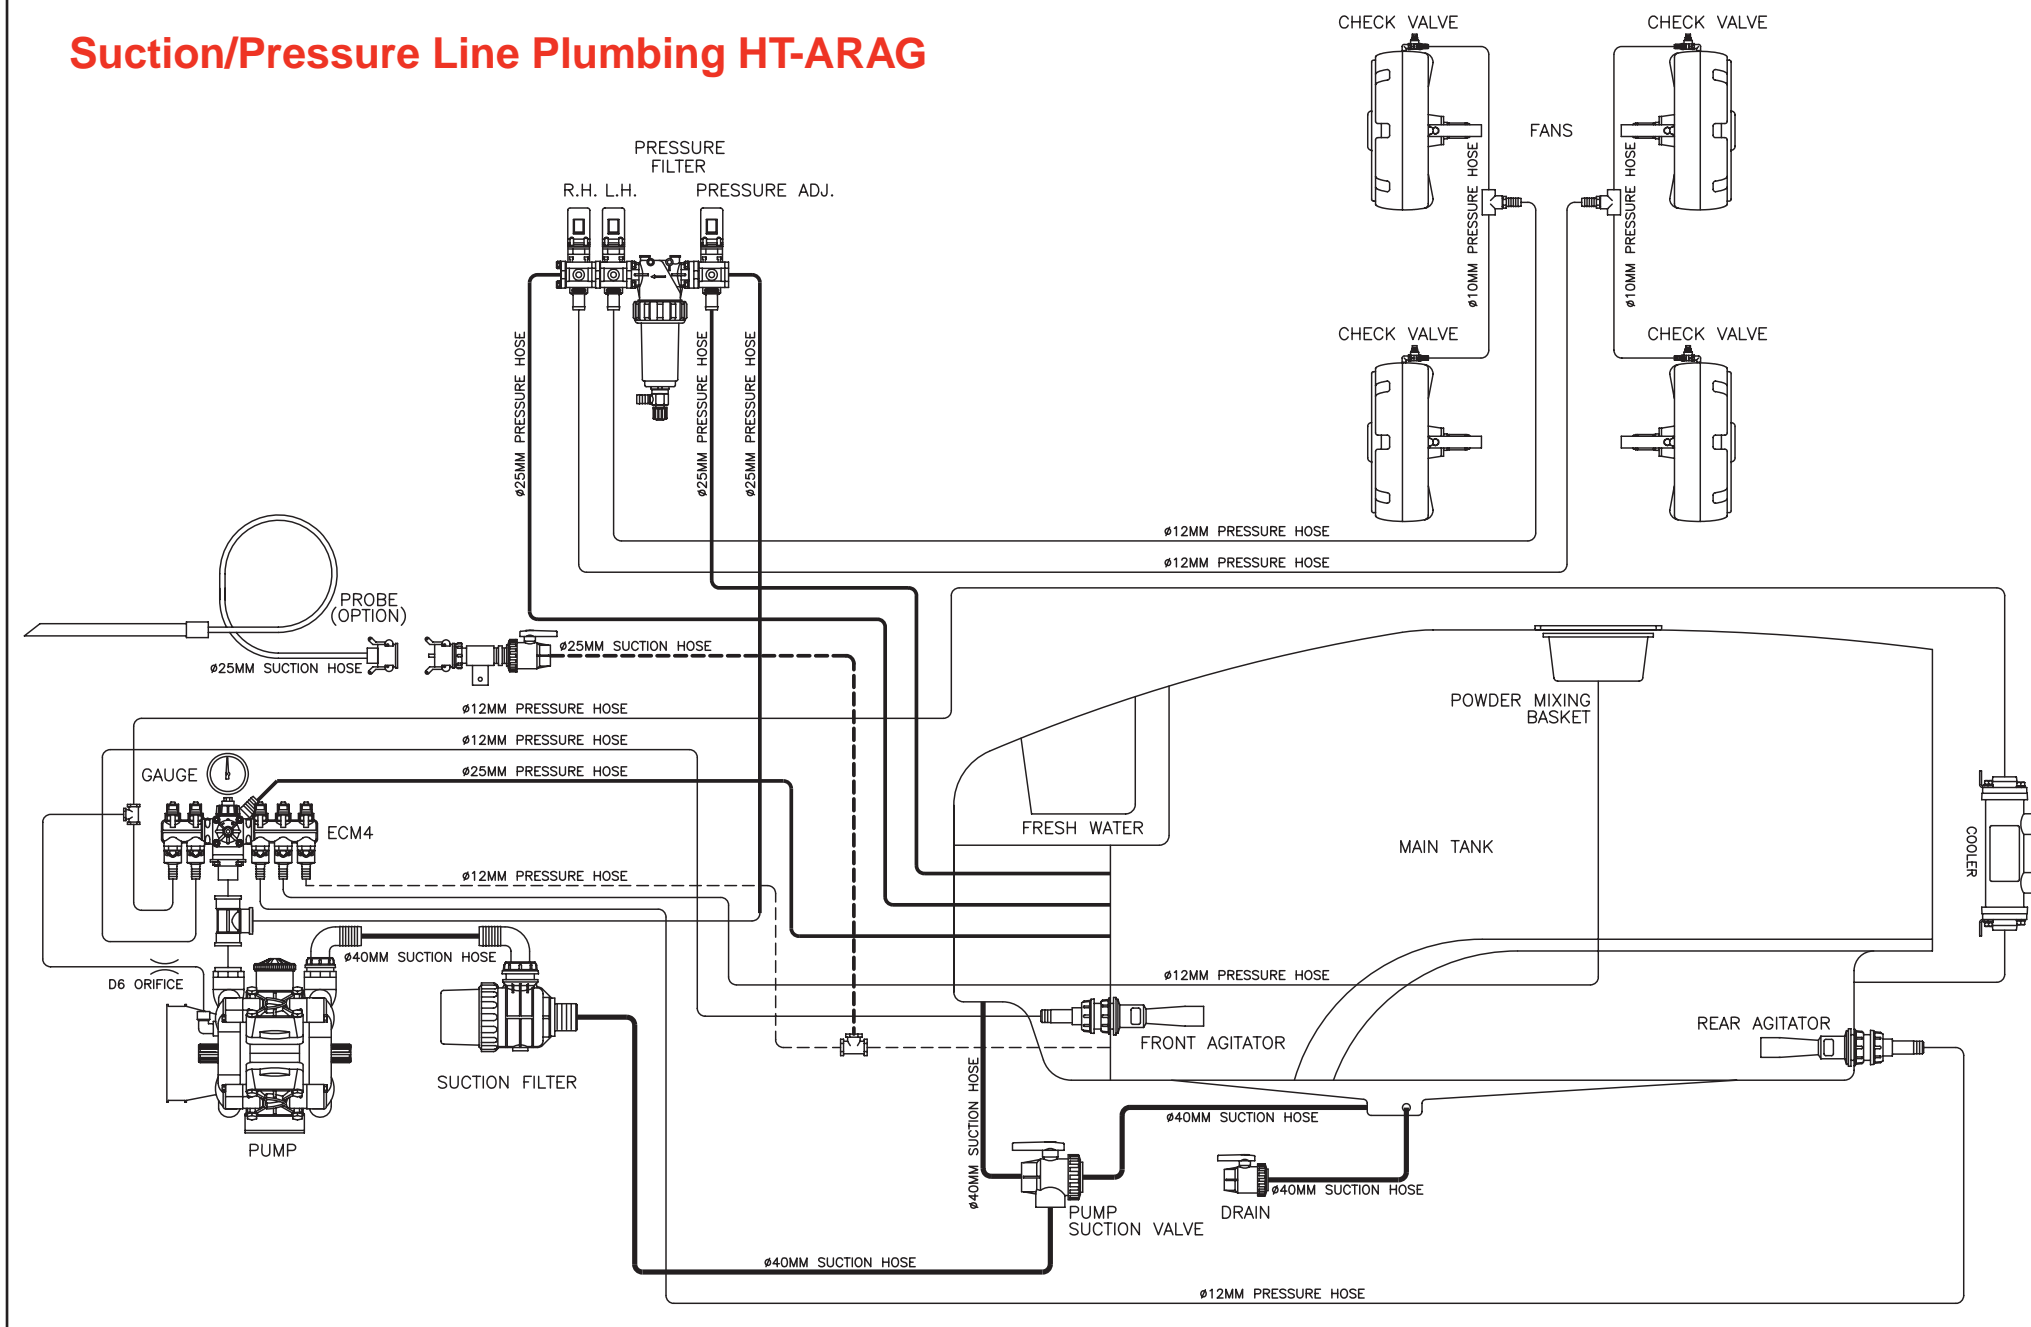 Suction/Pressure Line Plumbing HT-ARAG
CHECK VALVE
CHECK VALVE
FANS
PRESSURE
FILTER
R.H. L.H.
PRESSURE ADJ.
ø10MM PRESSURE HOSE
ø10MM PRESSURE HOSE
CHECK VALVE
CHECK VALVE
ø25MM PRESSURE HOSE
ø25MM PRESSURE HOSE
ø25MM PRESSURE HOSE
ø12MM PRESSURE HOSE
ø12MM PRESSURE HOSE
PROBE
(OPTION)
ø25MM SUCTION HOSE
ø25MM SUCTION HOSE
POWDER MIXING
BASKET
ø12MM PRESSURE HOSE
ø12MM PRESSURE HOSE
ø25MM PRESSURE HOSE
GAUGE
ECM4
FRESH WATER
MAIN TANK
COOLER
ø12MM PRESSURE HOSE
ø40MM SUCTION HOSE
D6 ORIFICE
ø12MM PRESSURE HOSE
FRONT AGITATOR
REAR AGITATOR
SUCTION FILTER
PUMP
ø40MM SUCTION HOSE
ø40MM SUCTION HOSE
ø40MM SUCTION HOSE
PUMP
SUCTION VALVE
DRAIN
ø40MM SUCTION HOSE
ø12MM PRESSURE HOSE